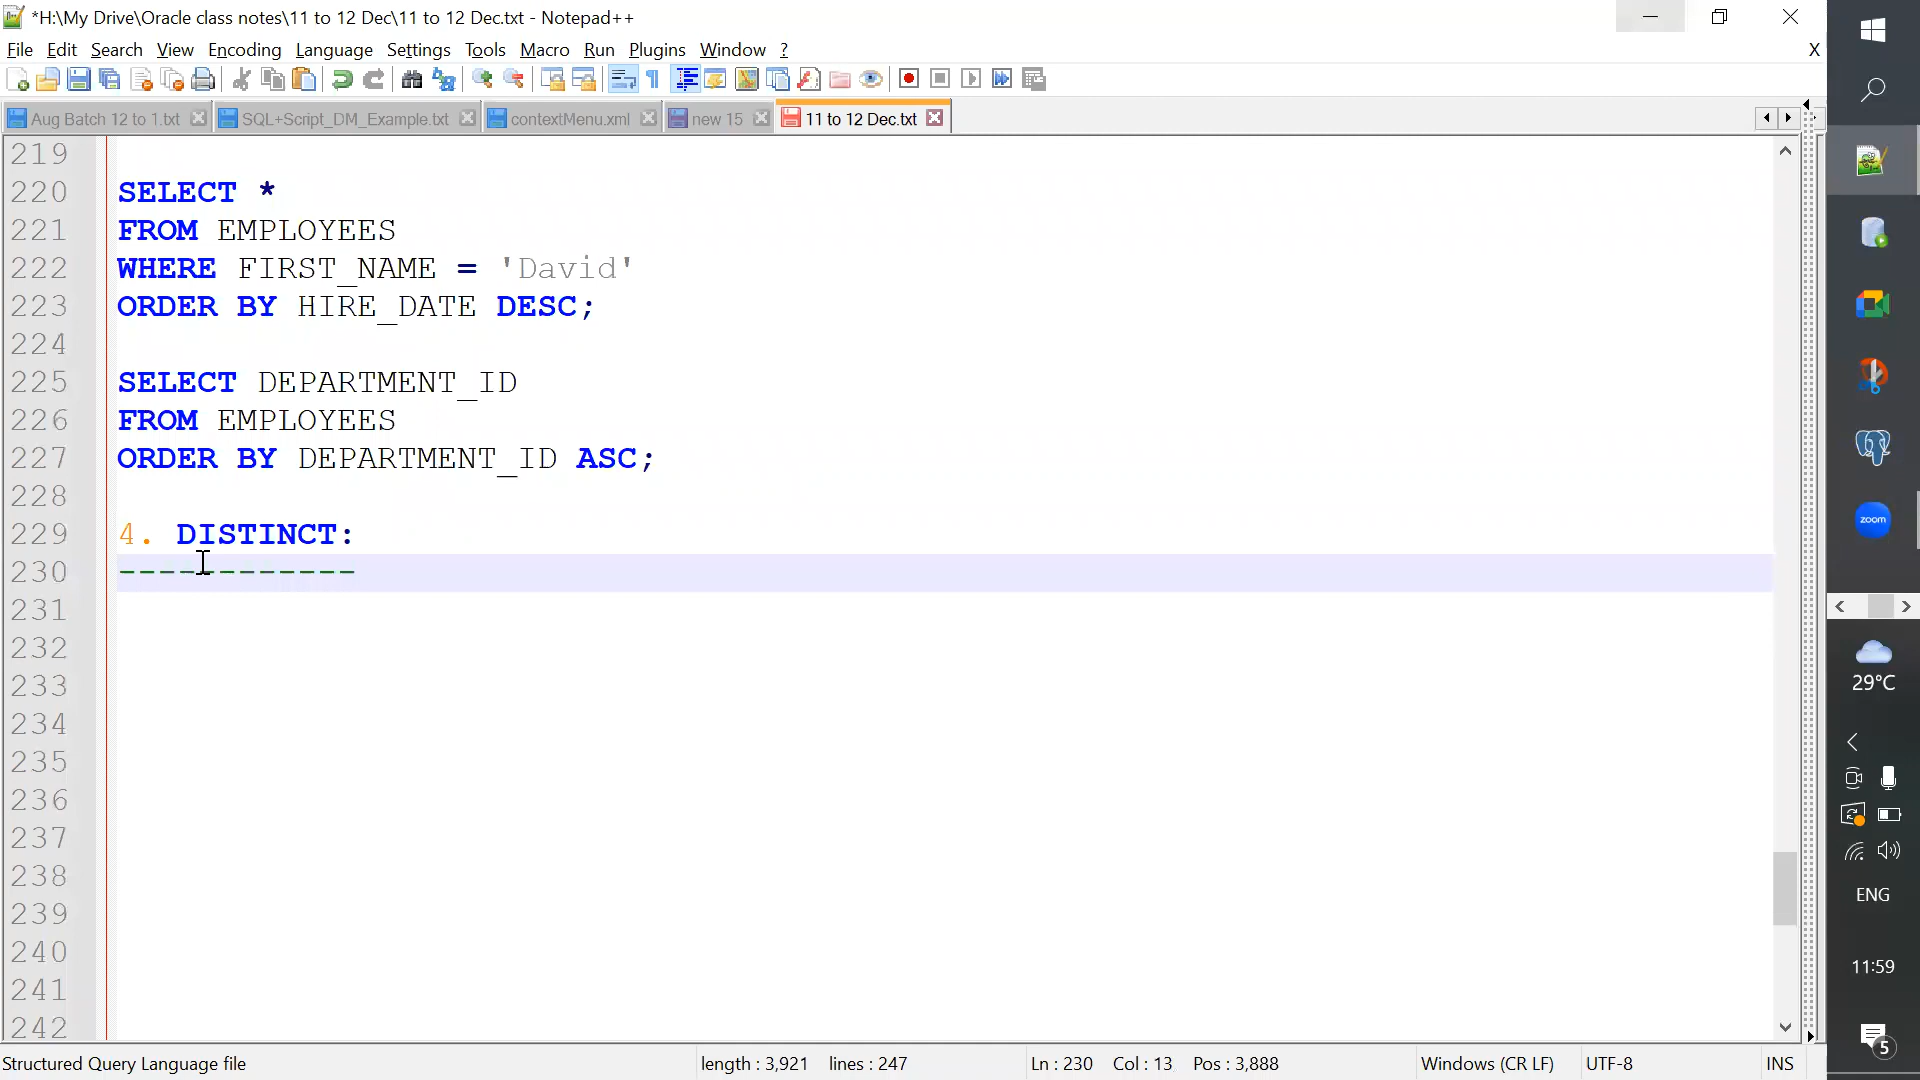 *H:\My Drive\Oracle class notes\11 to 12 Dec\11 to 12 Dec.txt - Notepad++
File Edit Search View Encoding Language Settings Tools Macro Run Plugins Window ? X
Aug Batch 12 to 1.txt SQL+Script_DM_Example.txt contextMenu.xml new 15 11 to 12 Dec.txt
219
220 SELECT *
221 FROM EMPLOYEES
222 WHERE FIRST_NAME = 'David'
223 ORDER BY HIRE_DATE DESC;
224
225 SELECT DEPARTMENT_ID
226 FROM EMPLOYEES
227 ORDER BY DEPARTMENT_ID ASC;
228
229 4. DISTINCT:
230 ------------
231
232
233
234
235
236
237
238
239
240
241
242
Structured Query Language file length : 3,921 lines : 247 Ln : 230 Col : 13 Pos : 3,888 Windows (CR LF) UTF-8 INS
zoom
29°C
ENG
11:59
5